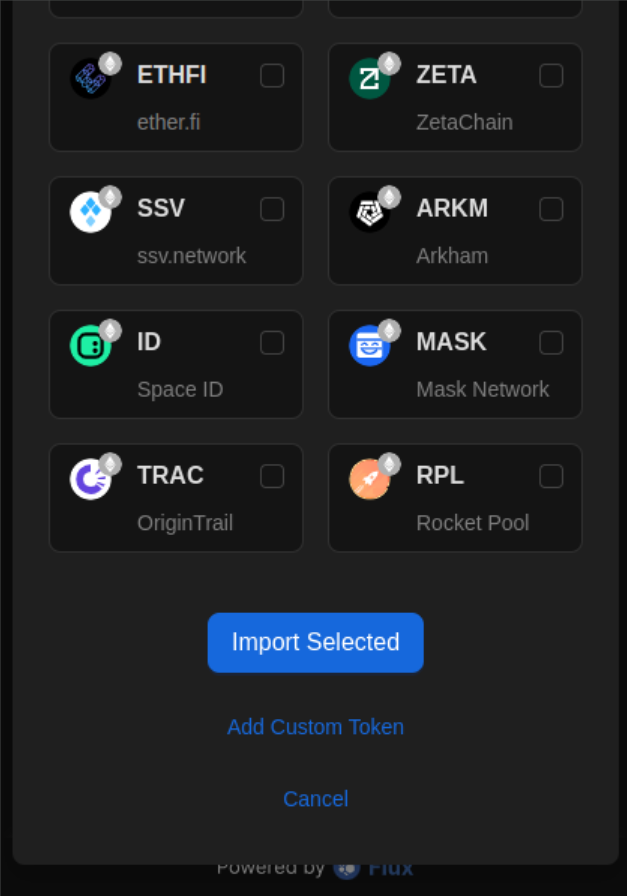 ETHFI
ether.fi
ZETA
ZetaChain
SSV
ssv.network
ARKM
Arkham
ID
Space ID
MASK
Mask Network
TRAC
OriginTrail
RPL
Rocket Pool
Import Selected
Add Custom Token
Cancel
Powered by Flux